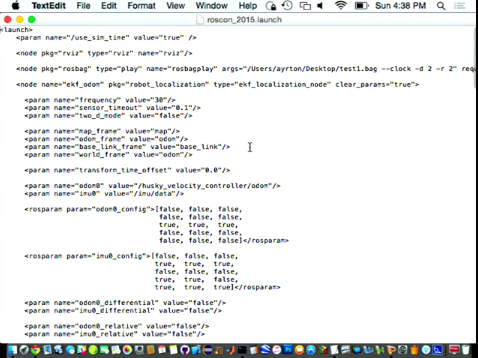 TextEdit File Edit Format View Window Help Sun 4:38 PM
roscon_2015.launch
<launch>
<param name="/use_sim_time" value="true" />
<node pkg="rviz" type="rviz" name="rviz"/>
<node pkg="rosbag" type="play" name="rosbagplay" args="/Users/ayrton/Desktop/test1.bag --clock -d 2 -r 2" requ
<node name="ekf_odom" pkg="robot_localization" type="ekf_localization_node" clear_params="true">
<param name="frequency" value="30"/>
<param name="sensor_timeout" value="0.1"/>
<param name="two_d_mode" value="false"/>
<param name="map_frame" value="map"/>
<param name="odom_frame" value="odom"/>
<param name="base_link_frame" value="base_link"/>
<param name="world_frame" value="odom"/>
<param name="transform_time_offset" value="0.0"/>
<param name="odom0" value="/husky_velocity_controller/odom"/>
<param name="imu0" value="/imu/data"/>
<rosparam param="odom0_config">[false, false, false,
false, false, false,
true, true, true,
false, false, false,
false, false, false]</rosparam>
<rosparam param="imu0_config">[false, false, false,
true, true, true,
false, false, false,
true, true, true,
true, true, true]</rosparam>
<param name="odom0_differential" value="false"/>
<param name="imu0_differential" value="false"/>
<param name="odom0_relative" value="false"/>
<param name="imu0_relative" value="false"/>